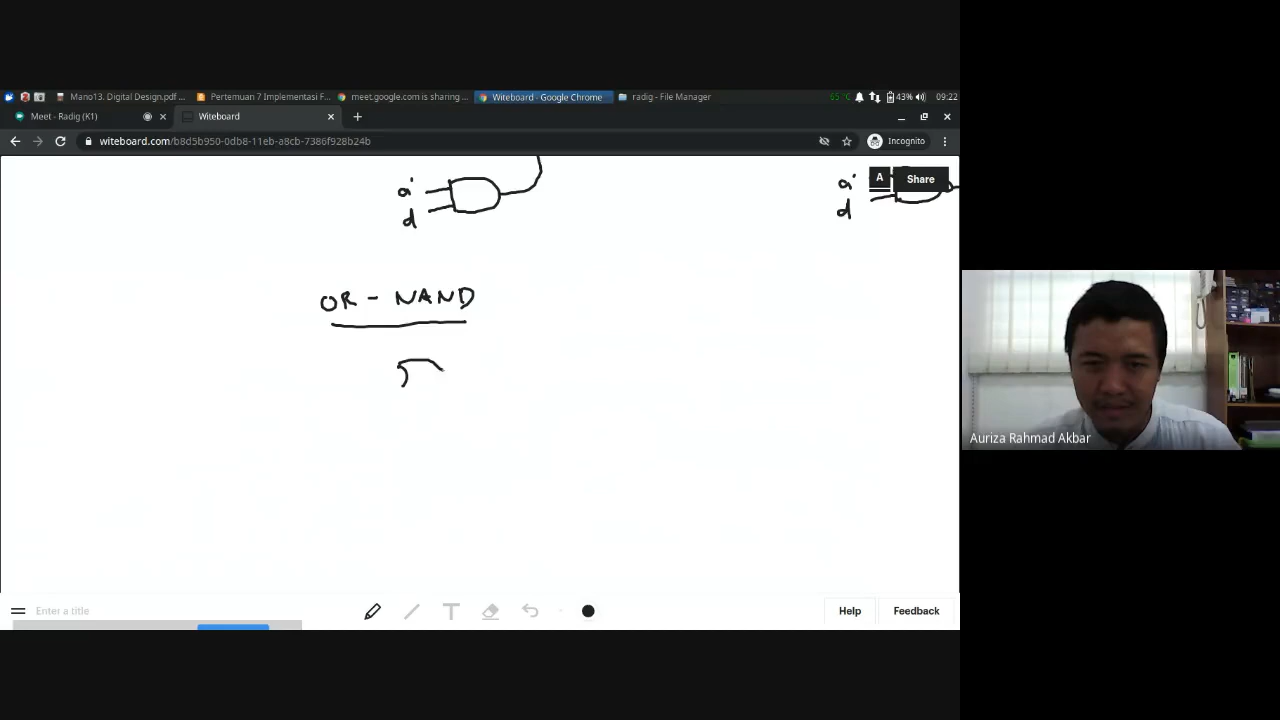 Mano13. Digital Design.pdf ...
Pertemuan 7 Implementasi F...
meet.google.com is sharing ...
Witeboard - Google Chrome
radig - File Manager
65°C
43%
09:22
Meet - Radig (K1)
Witeboard
witeboard.com/b8d5b950-0db8-11eb-a8cb-7386f928b24b
Incognito
a'
d
a'
d
A
Share
OR - NAND
Auriza Rahmad Akbar
Enter a title
T
Help
Feedback